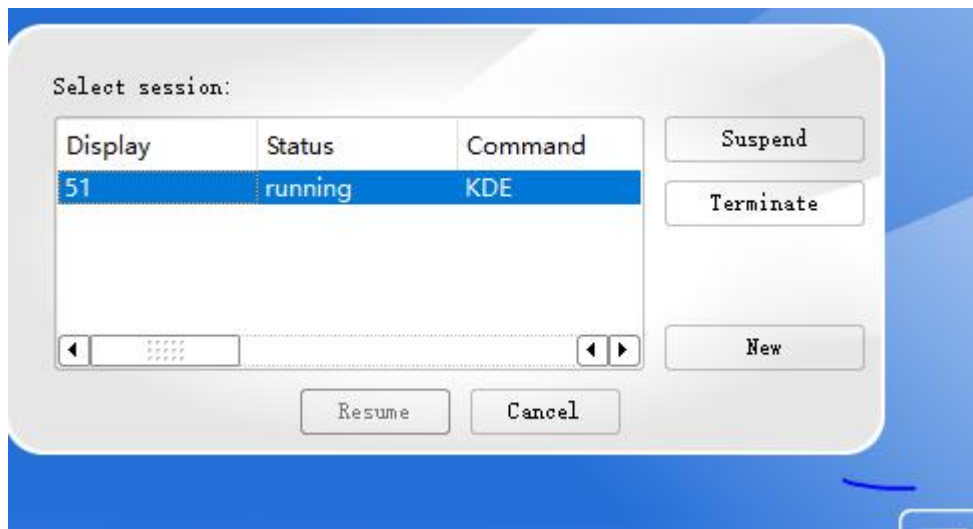 Select session:
Display Status Command
Suspend
51 running KDE
Terminate
New
Resume Cancel